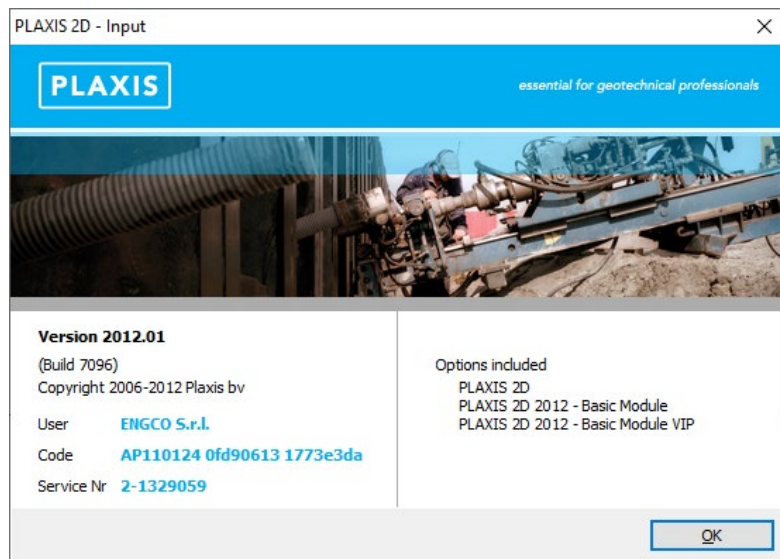 PLAXIS 2D - Input
PLAXIS
essential for geotechnical professionals
Version 2012.01
(Build 7096)
Copyright 2006-2012 Plaxis bv
User ENGCO S.r.l.
Code AP110124 0fd90613 1773e3da
Service Nr 2-1329059
Options included
PLAXIS 2D
PLAXIS 2D 2012 - Basic Module
PLAXIS 2D 2012 - Basic Module VIP
OK